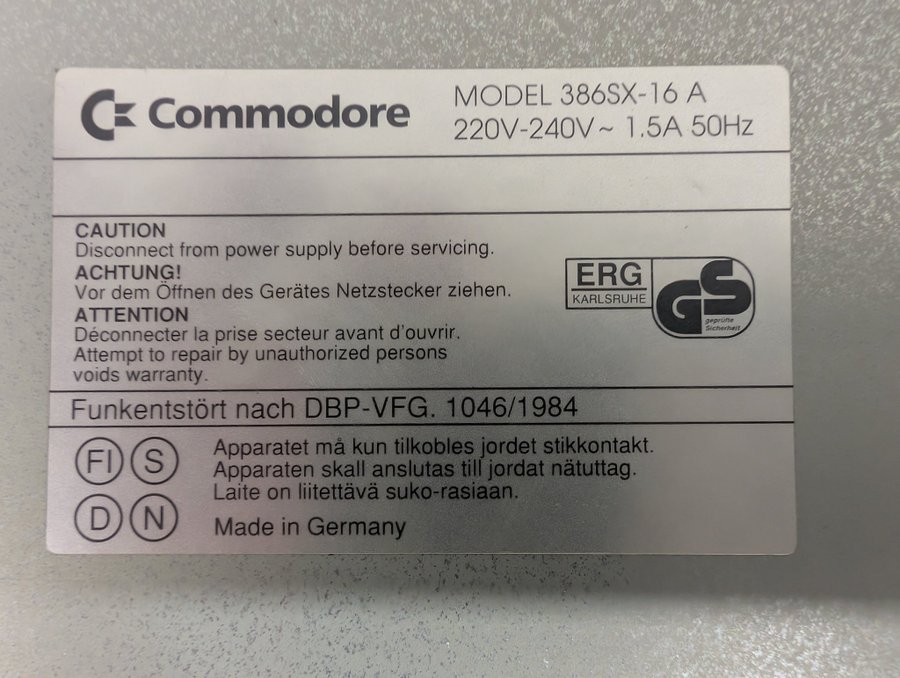 Commodore
MODEL 386SX-16 A
220V-240V~ 1.5A 50Hz
CAUTION
Disconnect from power supply before servicing.
ACHTUNG!
Vor dem Öffnen des Gerätes Netzstecker ziehen.
ATTENTION
Déconnecter la prise secteur avant d'ouvrir.
Attempt to repair by unauthorized persons
voids warranty.
ERG
KARLSRUHE
GS
geprüfte
Sicherheit
Funkentstört nach DBP-VFG. 1046/1984
FI S
D N
Apparatet må kun tilkobles jordet stikkontakt.
Apparaten skall anslutas till jordat nätuttag.
Laite on liitettävä suko-rasiaan.
Made in Germany